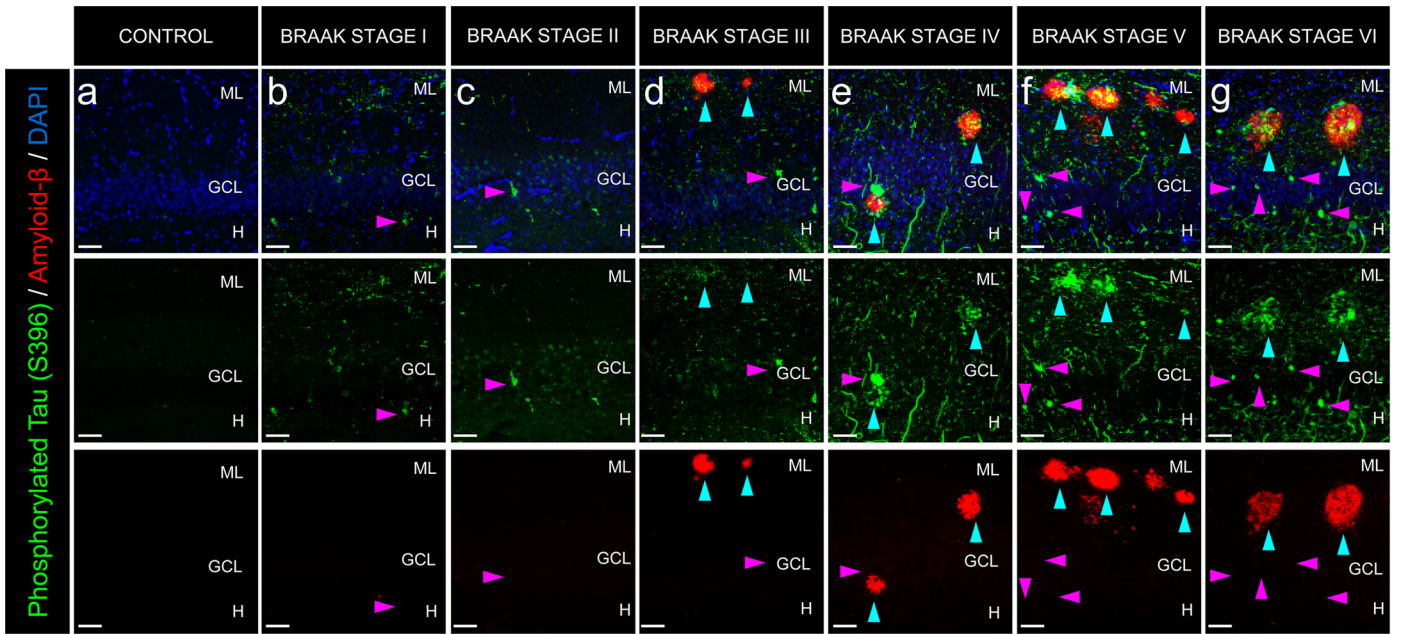 CONTROL
BRAAK STAGE I
BRAAK STAGE II
BRAAK STAGE III
BRAAK STAGE IV
BRAAK STAGE V
BRAAK STAGE VI
Phosphorylated Tau (S396) / Amyloid-β / DAPI
a
ML
GCL
H
b
ML
GCL
H
c
ML
GCL
H
d
ML
GCL
H
e
ML
GCL
H
f
ML
GCL
H
g
ML
GCL
H
ML
GCL
H
ML
GCL
H
ML
GCL
H
ML
GCL
H
ML
GCL
H
ML
GCL
H
ML
GCL
H
ML
GCL
H
ML
GCL
H
ML
GCL
H
ML
GCL
H
ML
GCL
H
ML
GCL
H
ML
GCL
H